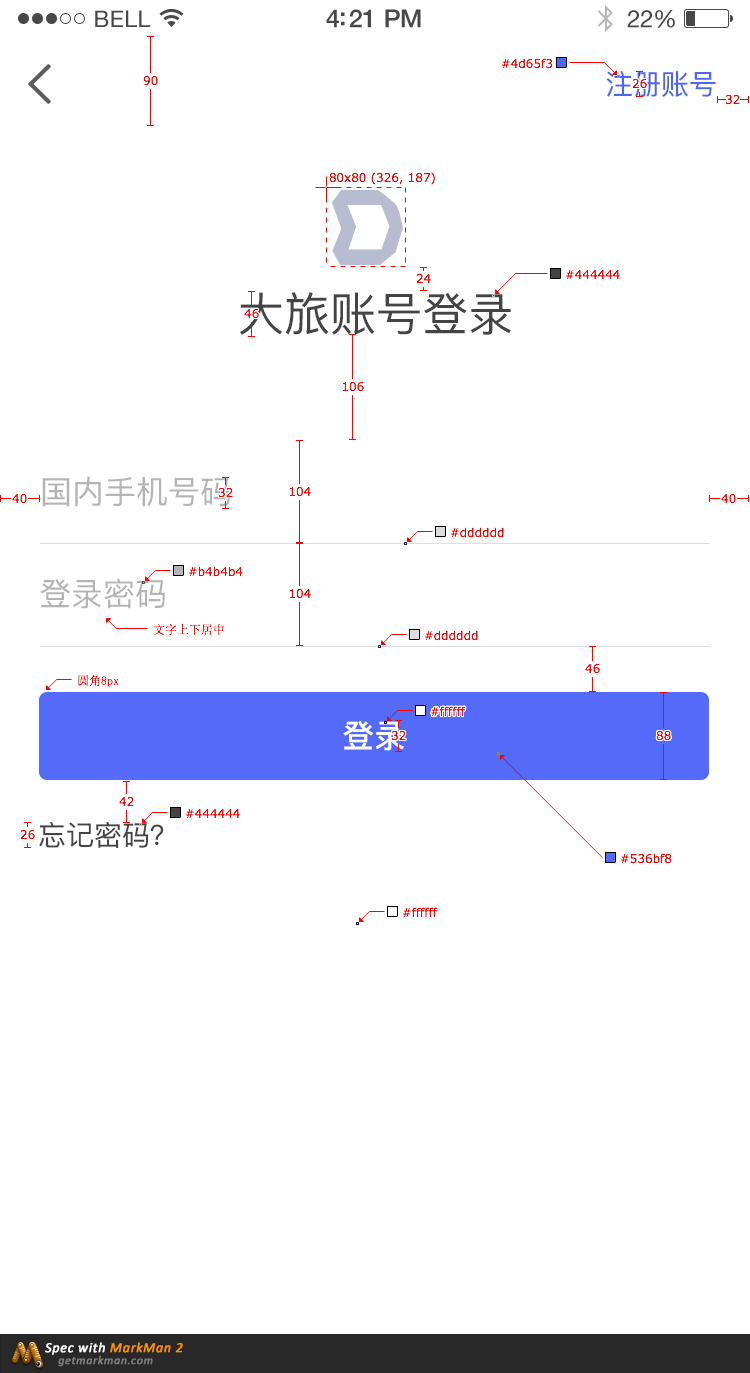 BELL 4:21 PM 22%
90
#4d65f3
注册账号
26
32
80x80 (326, 187)
24
#444444
大旅账号登录
46
106
国内手机号码
32
40
104
40
#dddddd
#b4b4b4
登录密码
104
文字上下居中
#dddddd
46
圆角8px
#ffffff
登录
32
88
42
#444444
26
忘记密码?
#536bf8
#ffffff
Spec with MarkMan 2
getmarkman.com